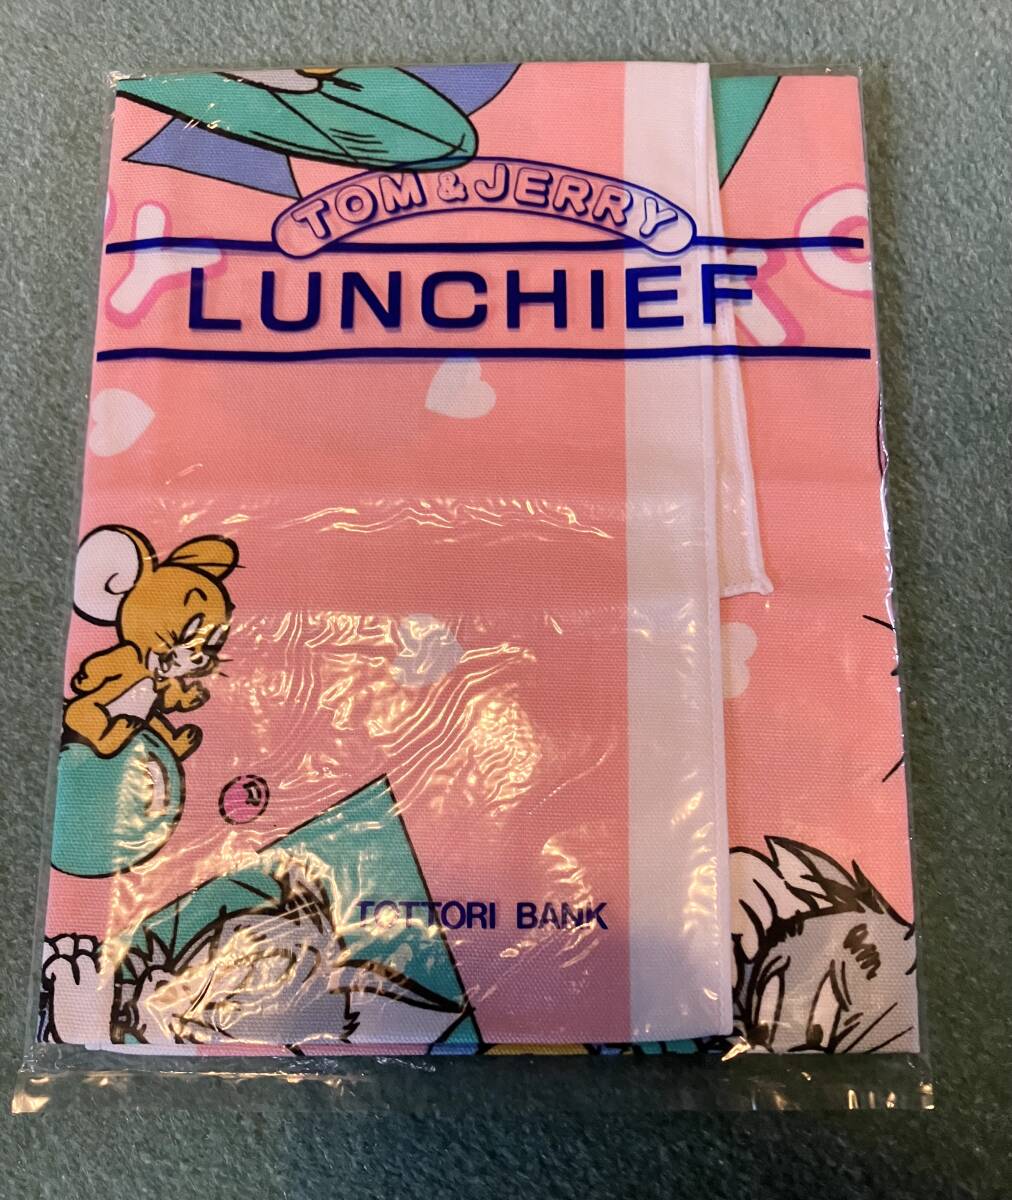 TOM & JERRY
LUNCHIEF
TOTTORI BANK